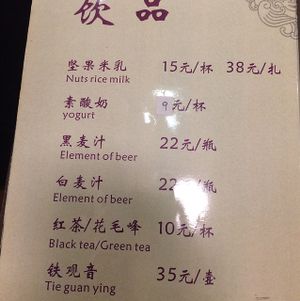 饮品
坚果米乳 15元/杯 38元/扎
Nuts rice milk
素酸奶 9元/杯
yogurt
黑麦汁 22元/瓶
Element of beer
白麦汁 22元/瓶
Element of beer
红茶/花毛峰 10元/杯
Black tea/Green tea
铁观音 35元/壶
Tie guan ying